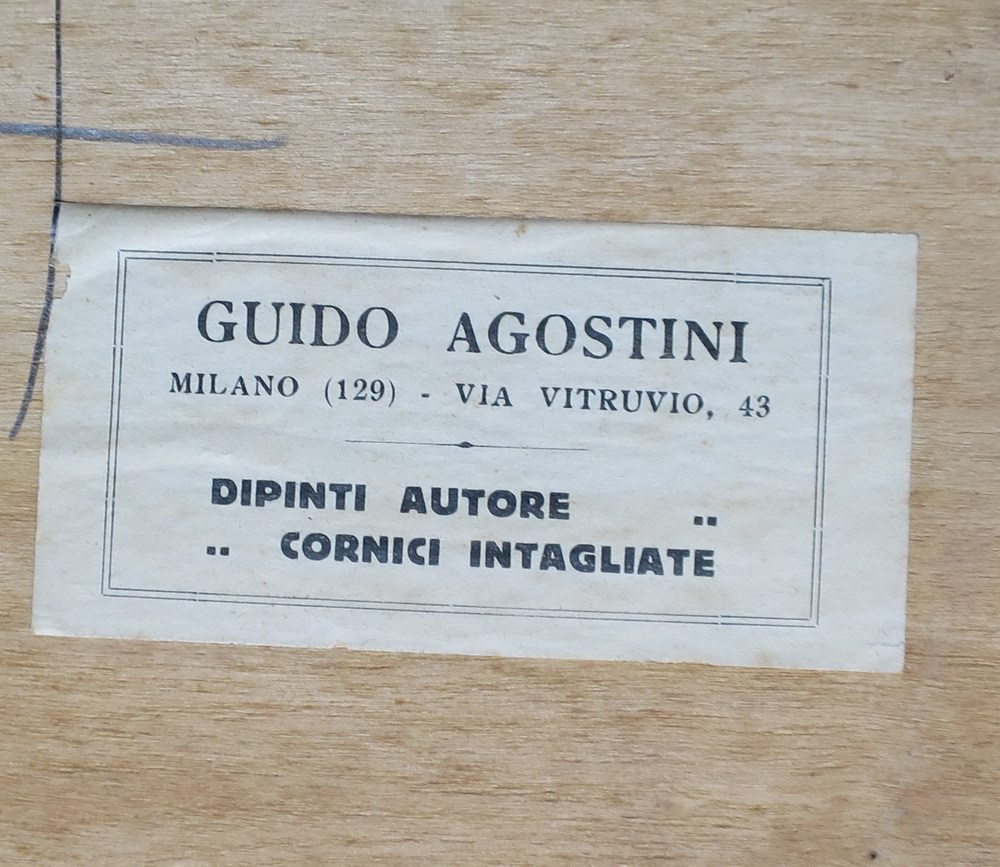 GUIDO AGOSTINI
MILANO (129) - VIA VITRUVIO, 43
DIPINTI AUTORE ..
.. CORNICI INTAGLIATE